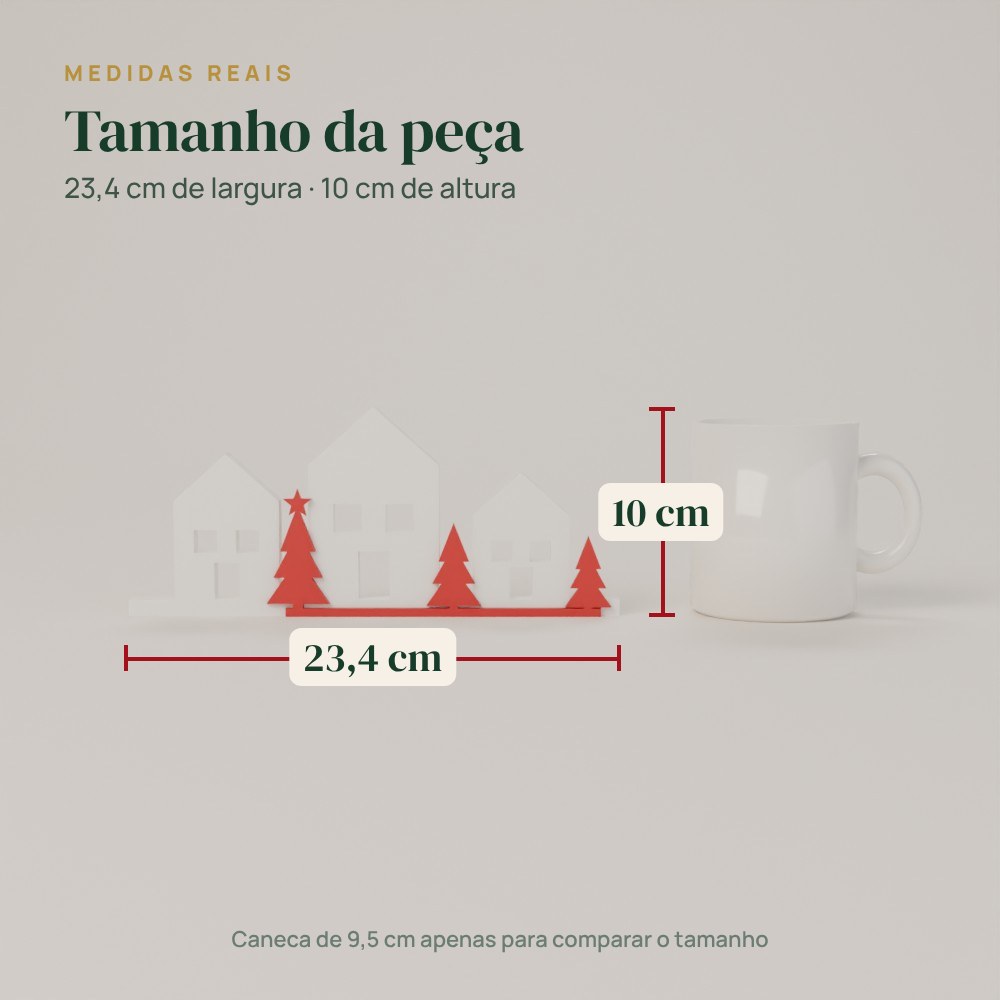 MEDIDAS REAIS
Tamanho da peça
23,4 cm de largura · 10 cm de altura
10 cm
23,4 cm
Caneca de 9,5 cm apenas para comparar o tamanho